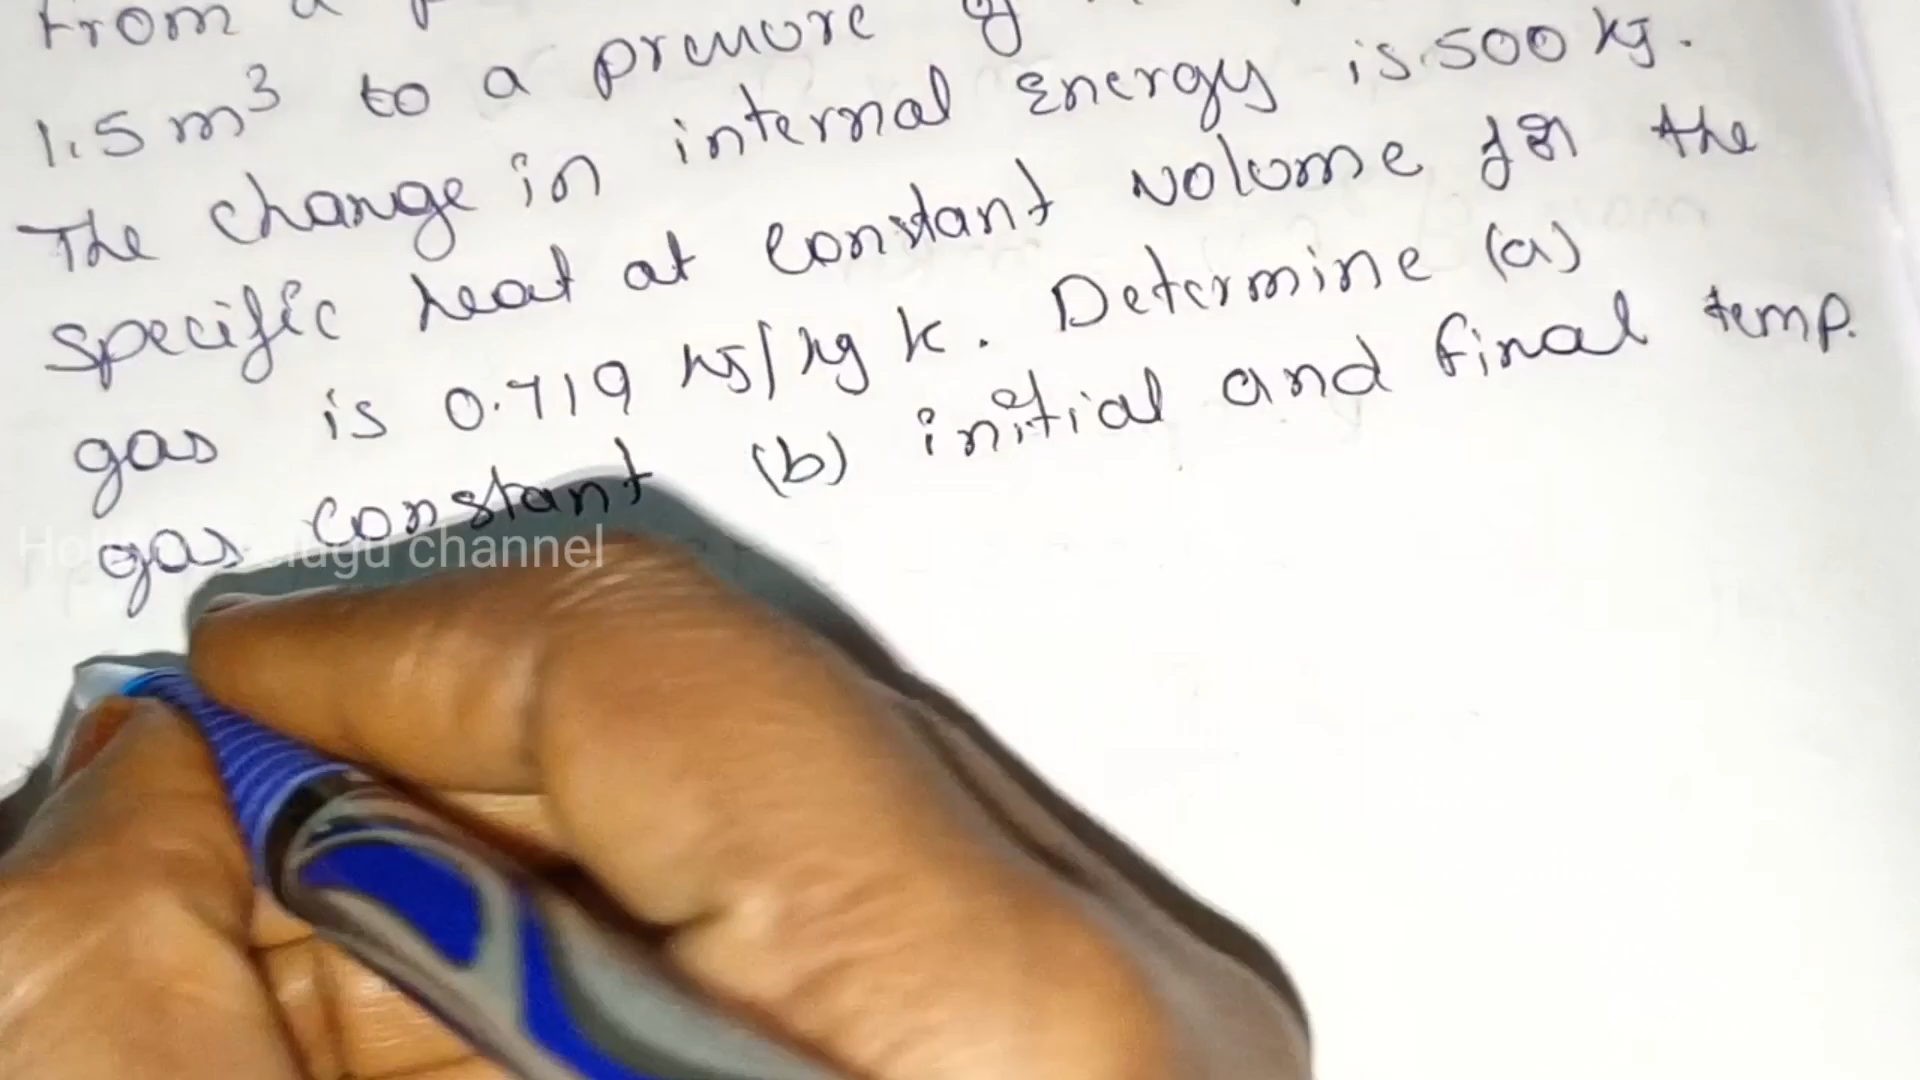 From a
1.5 m³ to a pressure of
The change in internal Energy is 500 kJ.
specific heat at constant volume for the
gas is 0.719 kJ/kg k. Determine (a)
gas constant (b) initial and final temp.
channel